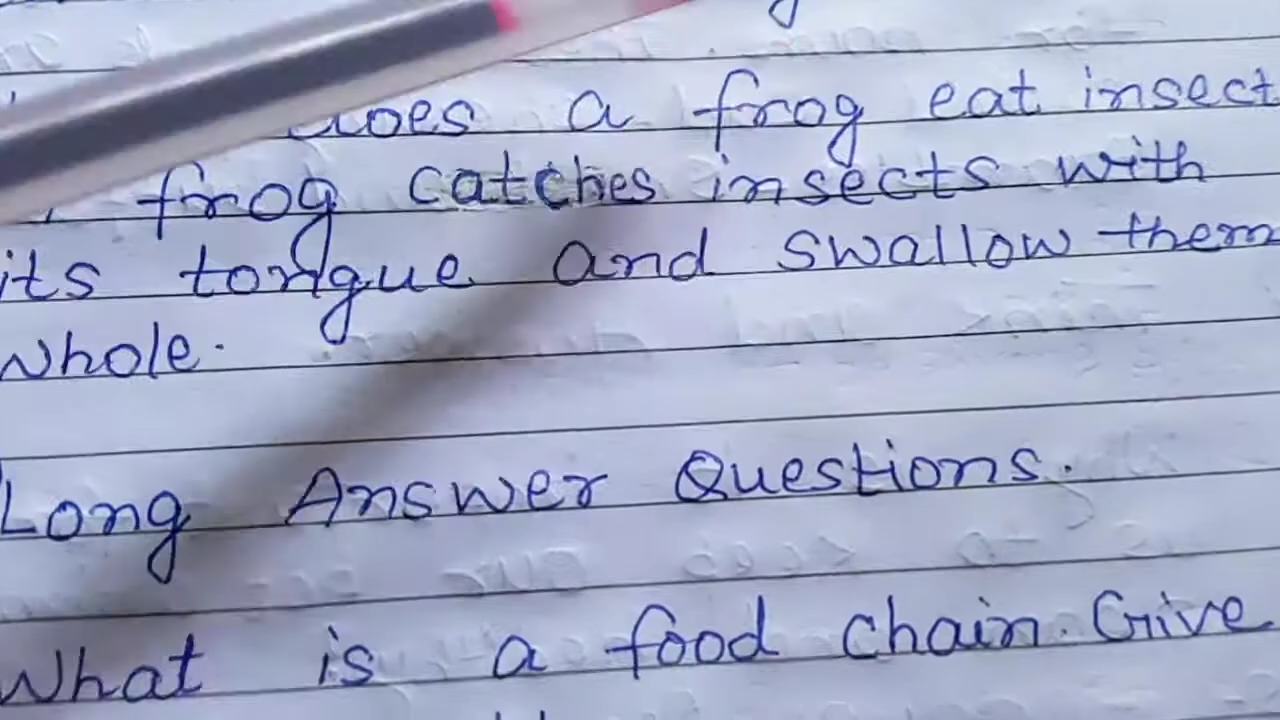 does a frog eat insect
frog catches insects with
its tongue and swallow them
whole.
Long Answer Questions.
What is a food chain. Give